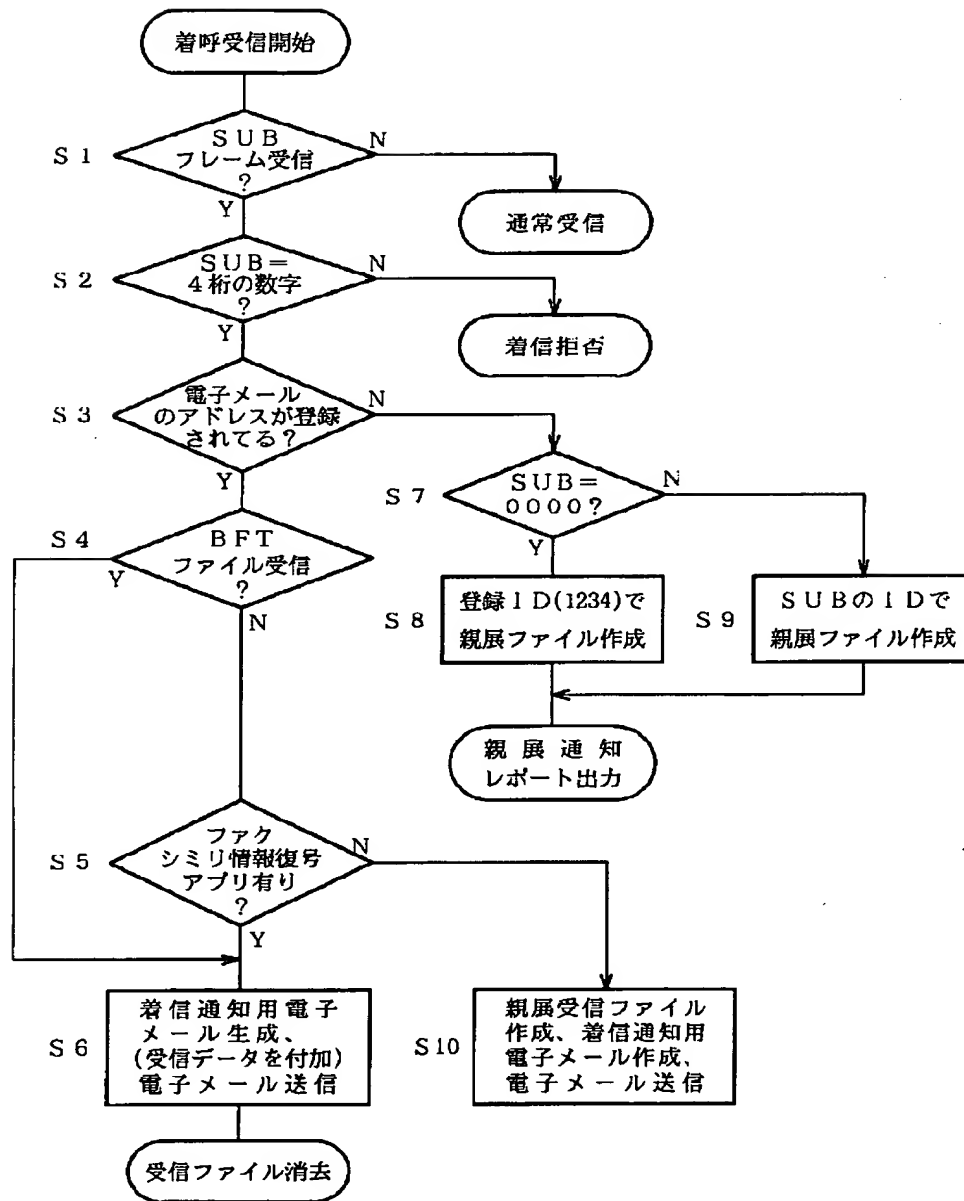 着呼受信開始
S1
SUB
フレーム受信
?
N
Y
通常受信
S2
SUB=
4桁の数字
?
N
Y
着信拒否
S3
電子メール
のアドレスが登録
されてる?
N
Y
S7
SUB=
0000?
N
Y
S4
BFT
ファイル受信
?
Y
N
S8
登録ID(1234)で
親展ファイル作成
S9
SUBのIDで
親展ファイル作成
親展通知
レポート出力
S5
ファク
シミリ情報復号
アプリ有り
?
N
Y
S6
着信通知用電子
メール生成、
(受信データを付加)
電子メール送信
S10
親展受信ファイル
作成、着信通知用
電子メール作成、
電子メール送信
受信ファイル消去